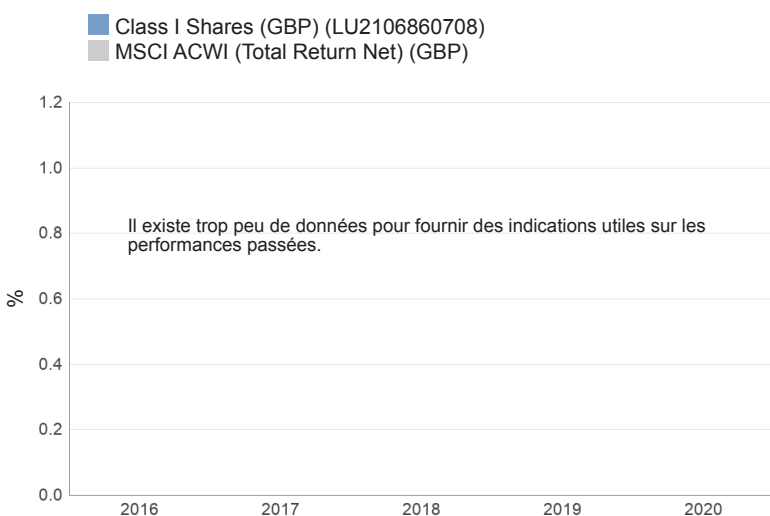 Class I Shares (GBP) (LU2106860708)
MSCI ACWI (Total Return Net) (GBP)
1.2
1.0
Il existe trop peu de données pour fournir des indications utiles sur les
0.8
performances passées.
%
0.6
0.4
0.2
0.0
2016 2017 2018 2019 2020